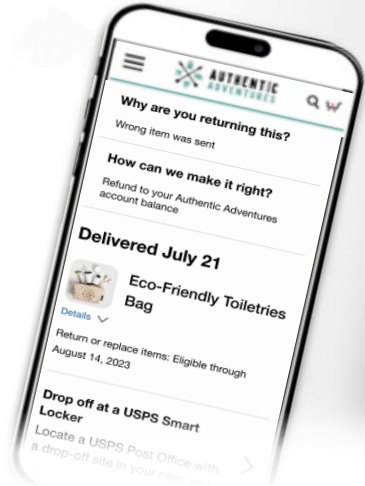 AUTHENTIC
ADVENTURES
Why are you returning this?
Wrong item was sent
How can we make it right?
Refund to your Authentic Adventures
account balance
Delivered July 21
Eco-Friendly Toiletries
Bag
Details
Return or replace items: Eligible through
August 14, 2023
Drop off at a USPS Smart
Locker
Locate a USPS Post Office with
a drop-off site in your